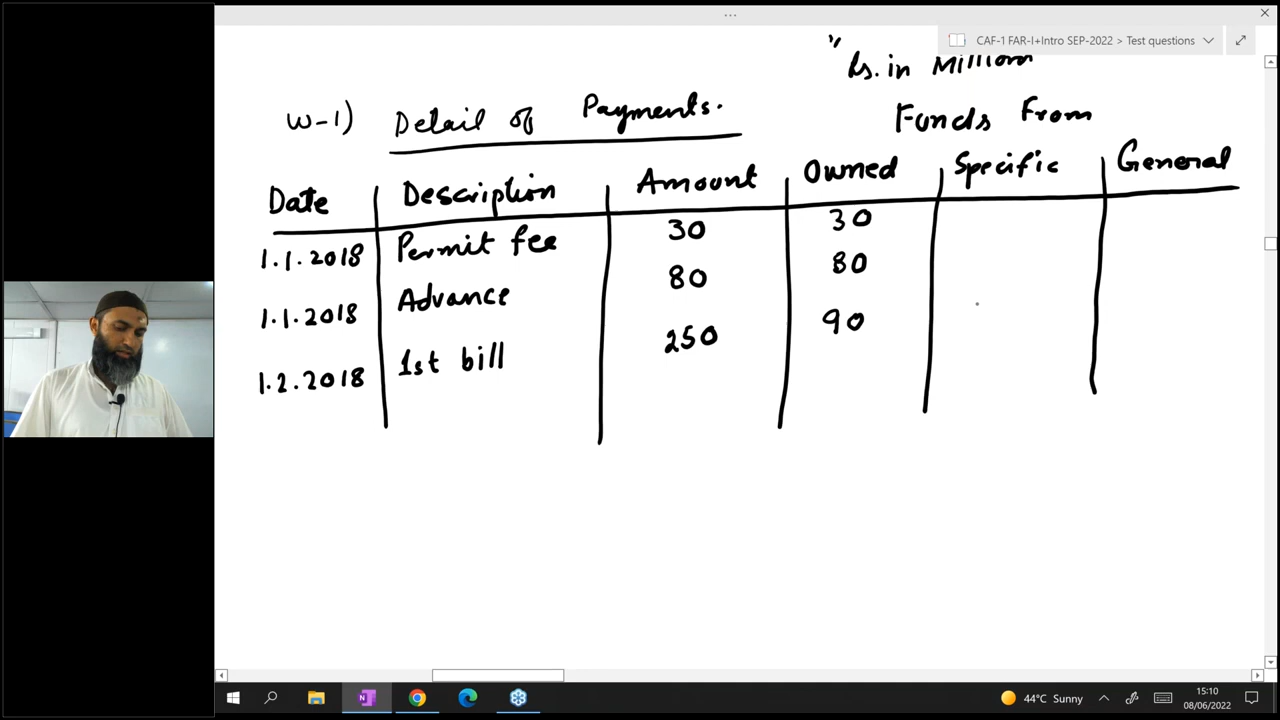 CAF-1 FAR-I+Intro SEP-2022 > Test questions
" Rs. in Million
W-1) Detail of Payments.
Funds From
Date Description Amount Owned Specific General
1.1.2018 Permit fee 30 30
1.1.2018 Advance 80 80
1.2.2018 1st bill 250 90
44°C Sunny
15:10
08/06/2022